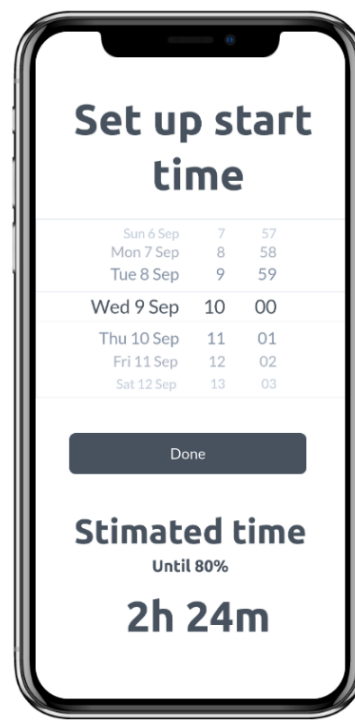 Set up start
time
Sun 6 Sep 7 57
Mon 7 Sep 8 58
Tue 8 Sep 9 59
Wed 9 Sep 10 00
Thu 10 Sep 11 01
Fri 11 Sep 12 02
Sat 12 Sep 13 03
Done
Stimated time
Until 80%
2h 24m